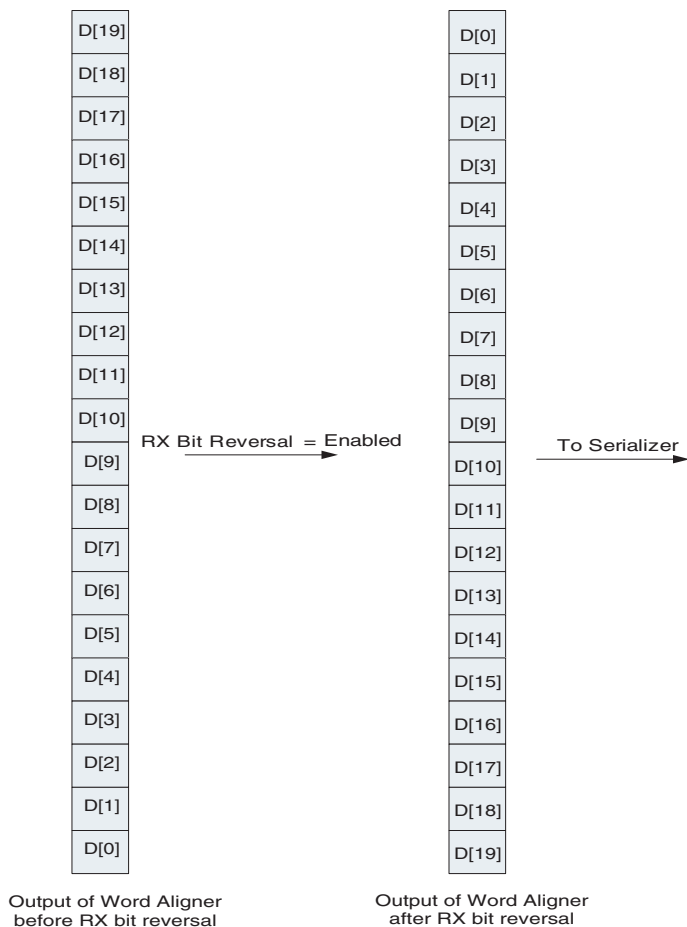 D[19]
D[18]
D[17]
D[16]
D[15]
D[14]
D[13]
D[12]
D[11]
D[10]
D[9]
D[8]
D[7]
D[6]
D[5]
D[4]
D[3]
D[2]
D[1]
D[0]
Output of Word Aligner
before RX bit reversal
RX Bit Reversal = Enabled
D[0]
D[1]
D[2]
D[3]
D[4]
D[5]
D[6]
D[7]
D[8]
D[9]
D[10]
D[11]
D[12]
D[13]
D[14]
D[15]
D[16]
D[17]
D[18]
D[19]
Output of Word Aligner
after RX bit reversal
To Serializer